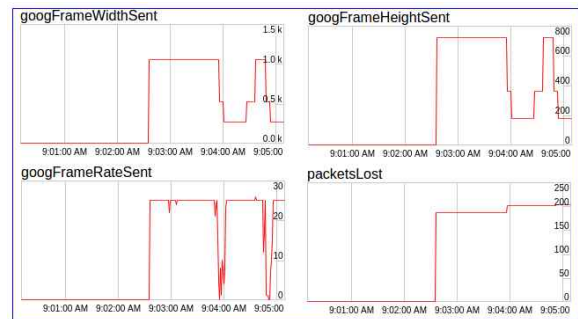 googFrameWidthSent
1.5 k
1.0 k
0.5 k
0.0 k
9:01:00 AM 9:02:00 AM 9:03:00 AM 9:04:00 AM 9:05:00
googFrameHeightSent
800
600
400
200
0
9:01:00 AM 9:02:00 AM 9:03:00 AM 9:04:00 AM 9:05:00
googFrameRateSent
30
20
10
0
9:01:00 AM 9:02:00 AM 9:03:00 AM 9:04:00 AM 9:05:00
packetsLost
250
200
150
100
50
0
9:01:00 AM 9:02:00 AM 9:03:00 AM 9:04:00 AM 9:05:00